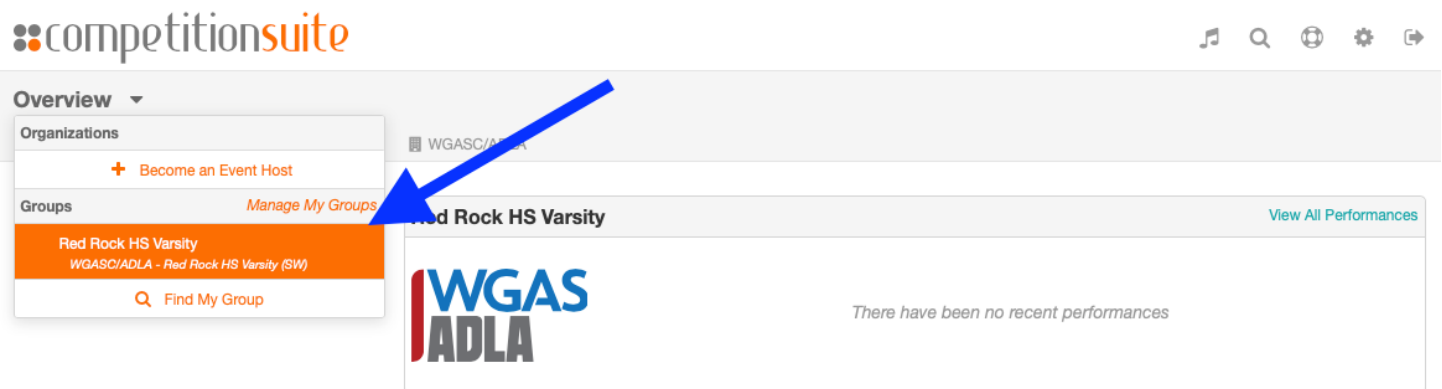 competitionsuite
Overview
Organizations
WGASC/ADLA
Become an Event Host
Groups
Manage My Groups
Red Rock HS Varsity
View All Performances
Red Rock HS Varsity
WGASC/ADLA - Red Rock HS Varsity (SW)
Find My Group
WGAS
ADLA
There have been no recent performances